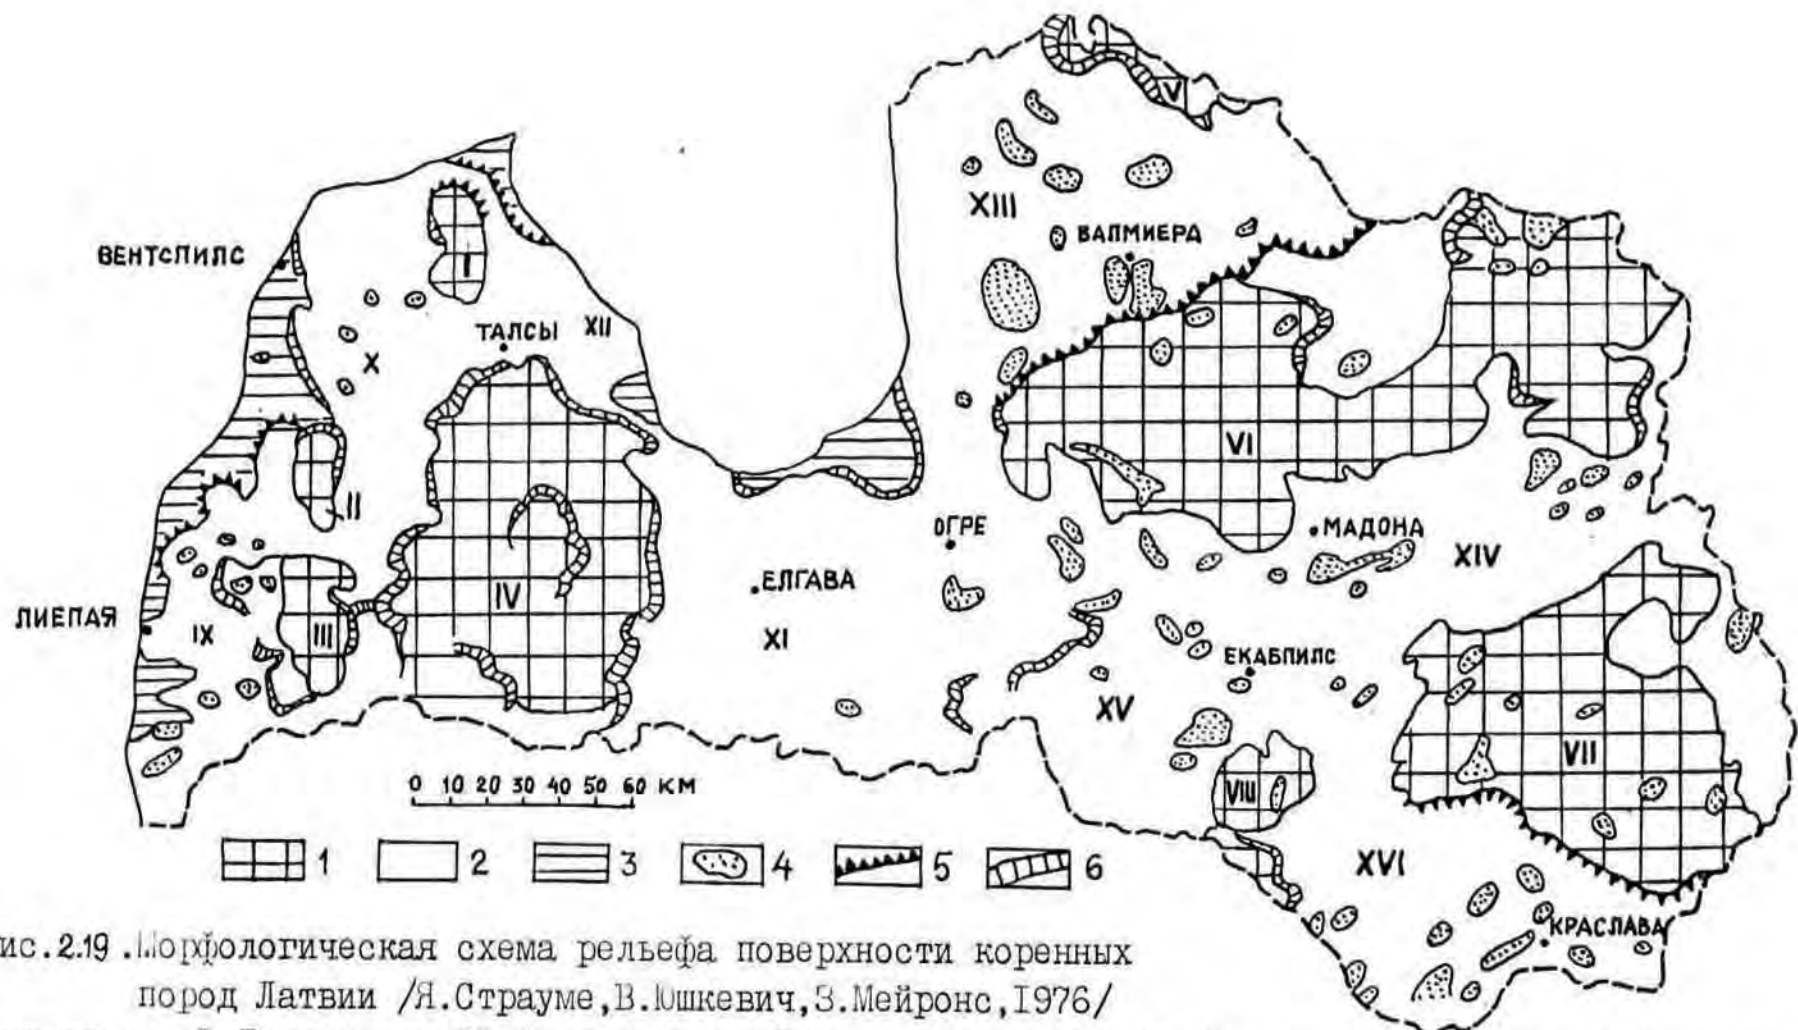 V
XIII
ВЕНТСПИЛС
ВАЛМИЕРА
I
ТАЛСЫ XII
X
VI
II
ОГРЕ
МАДОНА
XIV
ЕЛГАВА
IV
ЛИЕПАЯ
IX
III
XI
ЕКАБПИЛС
XV
VII
VIII
0 10 20 30 40 50 60 КМ
1 2 3 4 5 6
XVI
КРАСЛАВА
ис.2.19.Морфологическая схема рельефа поверхности коренных
пород Латвии /Я.Страуме,В.Юшкевич,З.Мейронс,1976/